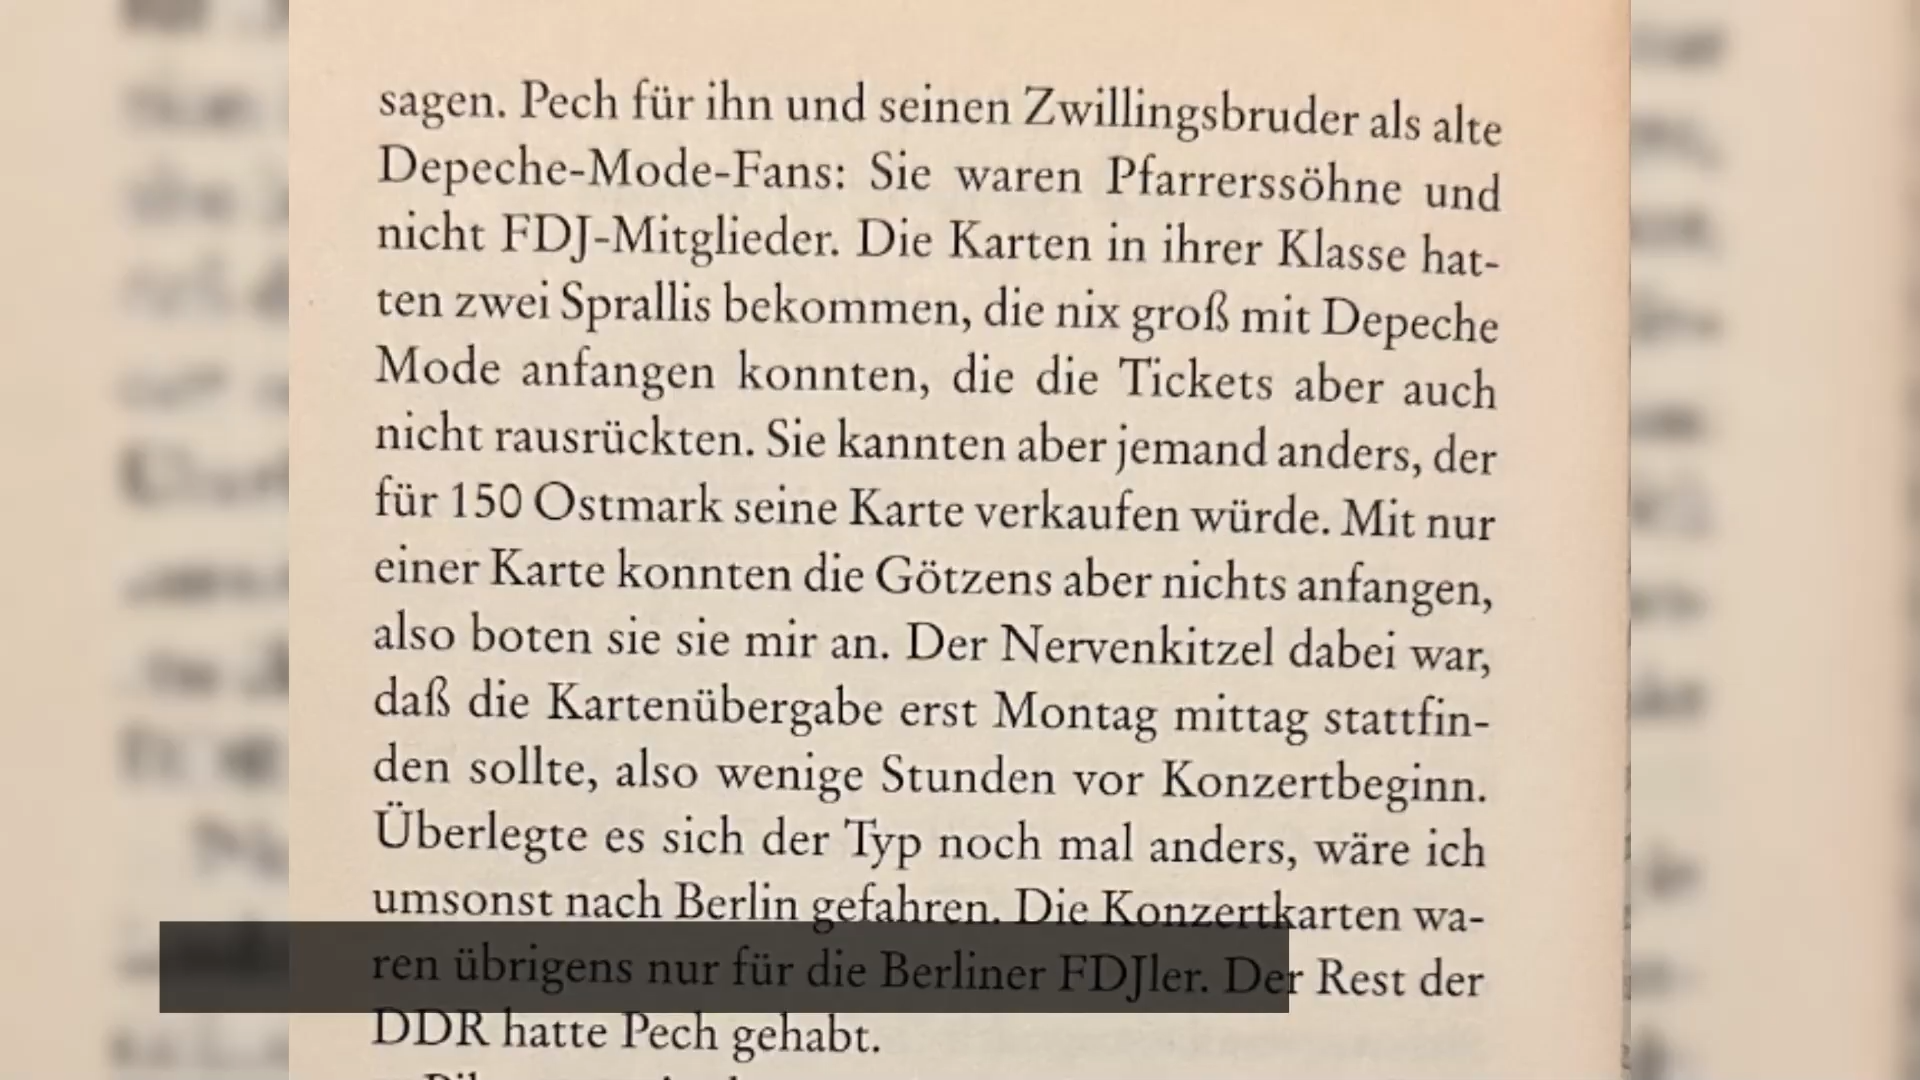 sagen. Pech für ihn und seinen Zwillingsbruder als alte
Depeche-Mode-Fans: Sie waren Pfarrerssöhne und
nicht FDJ-Mitglieder. Die Karten in ihrer Klasse hat-
ten zwei Sprallis bekommen, die nix groß mit Depeche
Mode anfangen konnten, die die Tickets aber auch
nicht rausrückten. Sie kannten aber jemand anders, der
für 150 Ostmark seine Karte verkaufen würde. Mit nur
einer Karte konnten die Götzens aber nichts anfangen,
also boten sie sie mir an. Der Nervenkitzel dabei war,
daß die Kartenübergabe erst Montag mittag stattfin-
den sollte, also wenige Stunden vor Konzertbeginn.
Überlegte es sich der Typ noch mal anders, wäre ich
umsonst nach Berlin gefahren. Die Konzertkarten wa-
ren übrigens nur für die Berliner FDJler. Der Rest der
DDR hatte Pech gehabt.